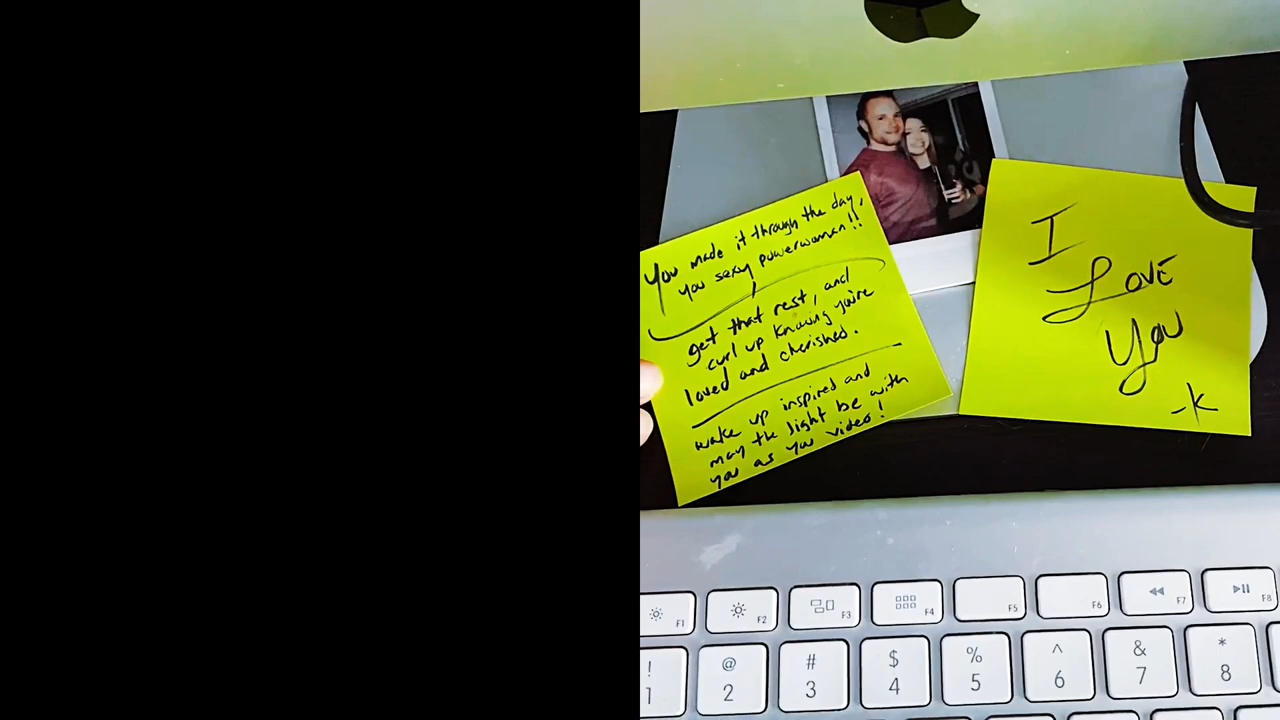 You made it through the day,
you sexy powerwoman!!
get that rest, and
curl up knowing you're
loved and cherished.
wake up inspired and
may the light be with
you as you video!
I
LOVE
You
-K
F1 F2 F3 F4 F5 F6 F7 F8
! @ # $ % ^ & *
1 2 3 4 5 6 7 8